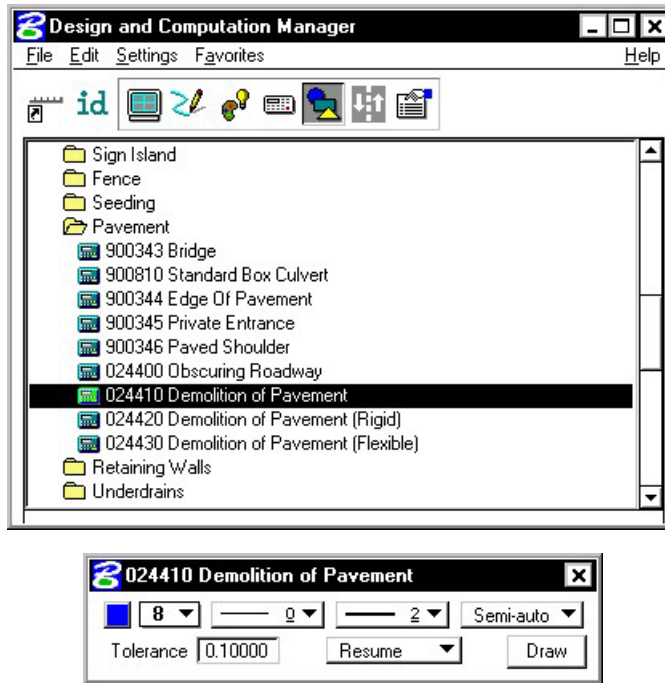 Design and Computation Manager
File Edit Settings Favorites Help
id
Sign Island
Fence
Seeding
Pavement
900343 Bridge
900810 Standard Box Culvert
900344 Edge Of Pavement
900345 Private Entrance
900346 Paved Shoulder
024400 Obscuring Roadway
024410 Demolition of Pavement
024420 Demolition of Pavement (Rigid)
024430 Demolition of Pavement (Flexible)
Retaining Walls
Underdrains
024410 Demolition of Pavement
8 0 2 Semi-auto
Tolerance 0.10000 Resume Draw